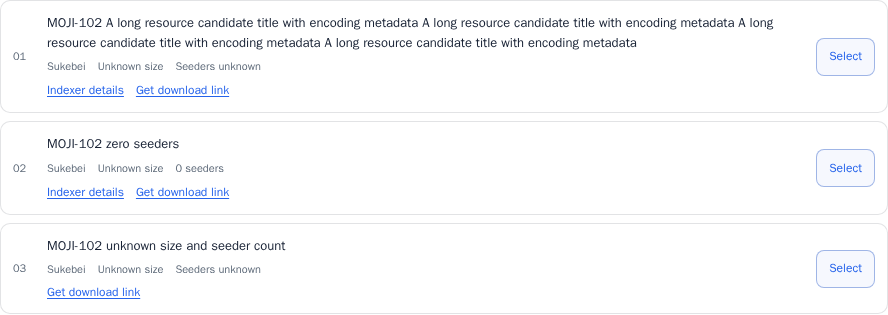 01
MOJI-102 A long resource candidate title with encoding metadata A long resource candidate title with encoding metadata A long
resource candidate title with encoding metadata A long resource candidate title with encoding metadata
Sukebei Unknown size Seeders unknown
Indexer details Get download link
Select
02
MOJI-102 zero seeders
Sukebei Unknown size 0 seeders
Indexer details Get download link
Select
03
MOJI-102 unknown size and seeder count
Sukebei Unknown size Seeders unknown
Get download link
Select